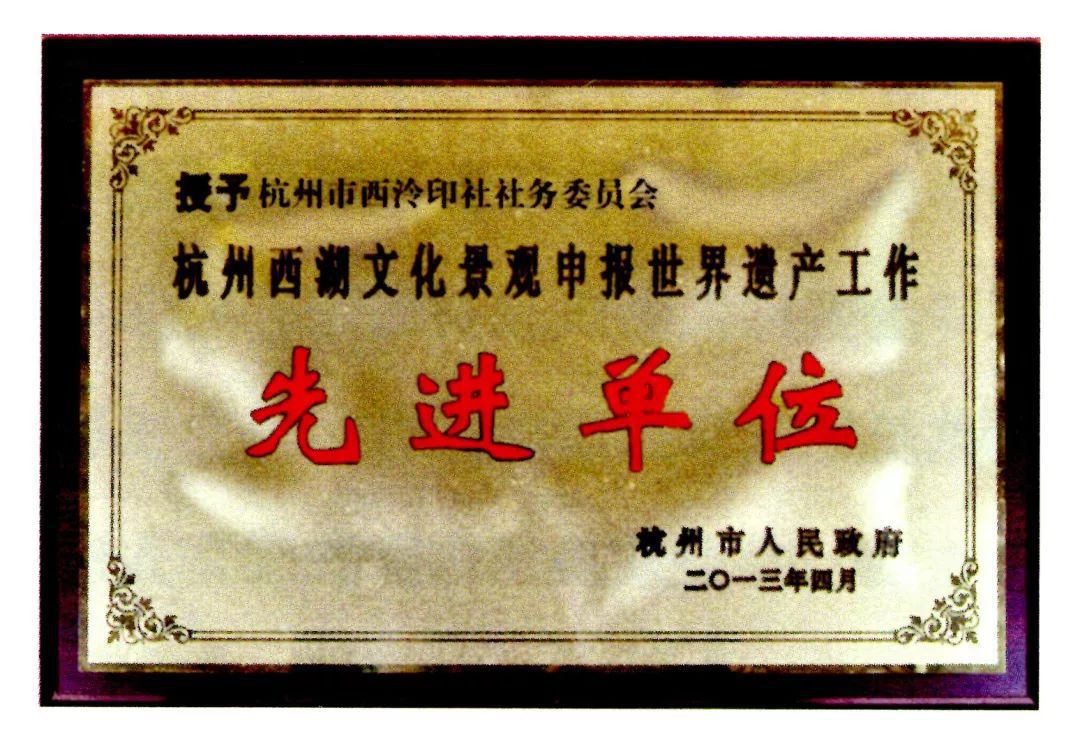 授予杭州市西泠印社社务委员会
杭州西湖文化景观申报世界遗产工作
先进单位
杭州市人民政府
二〇一三年四月